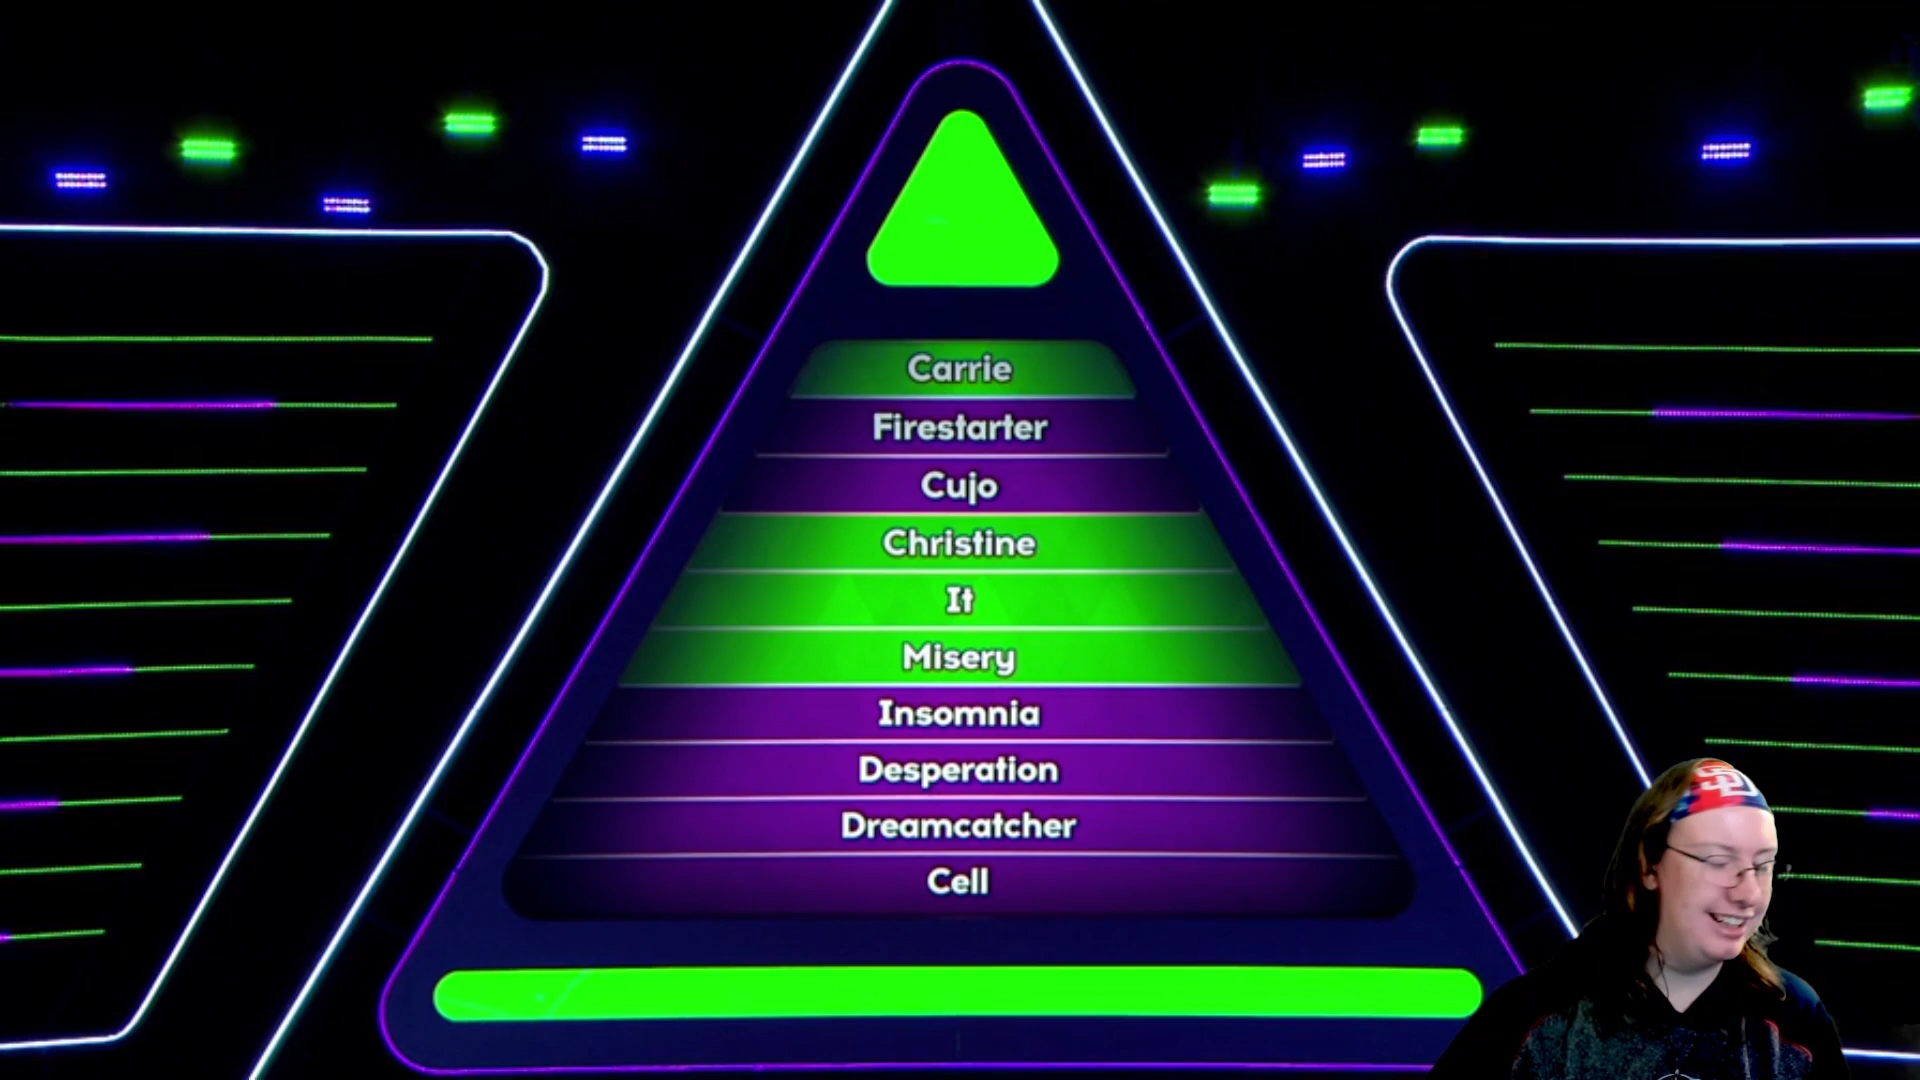 Carrie
Firestarter
Cujo
Christine
It
Misery
Insomnia
Desperation
Dreamcatcher
Cell